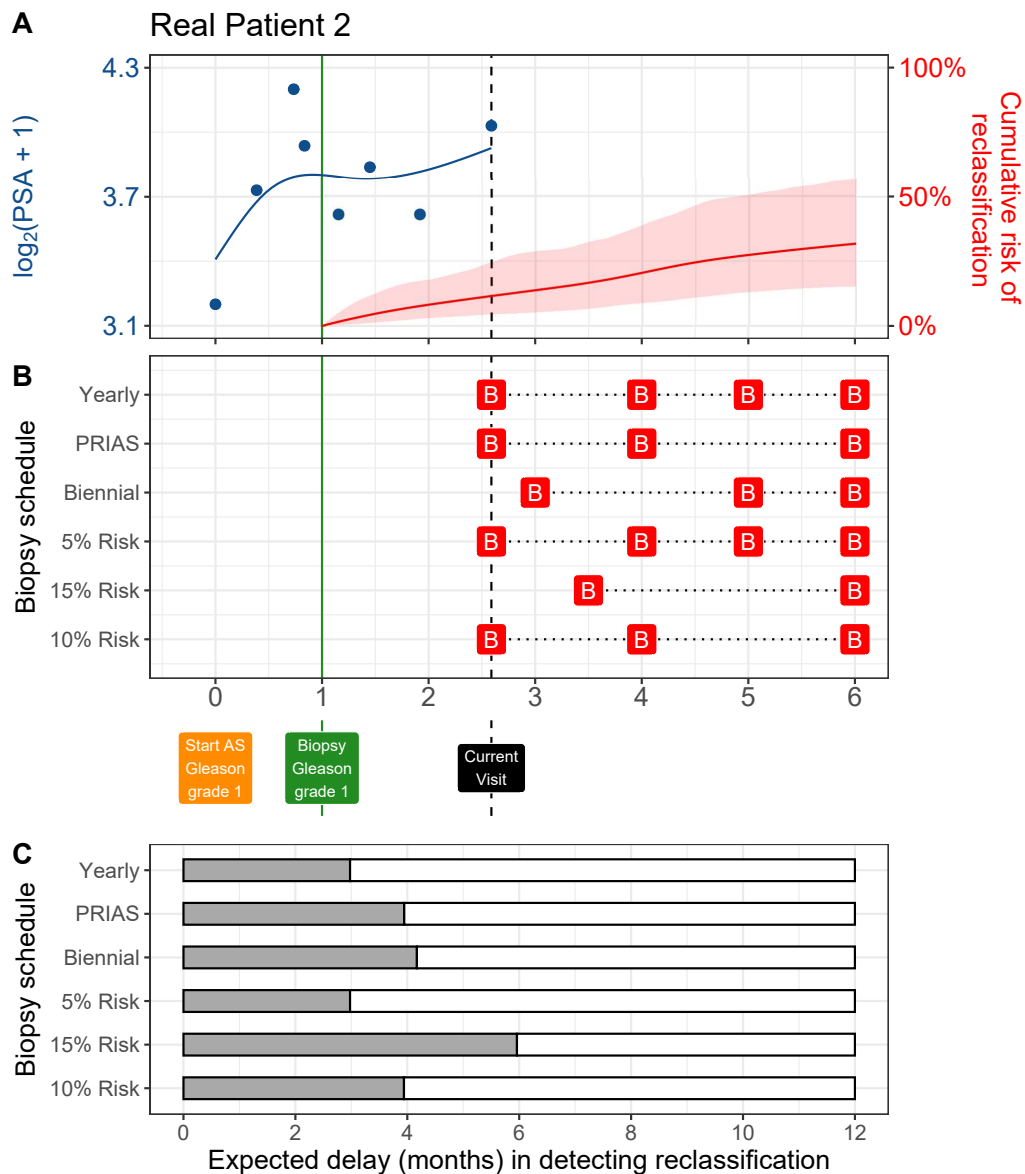 A
Real Patient 2
4.3
3.7
3.1
log₂(PSA + 1)
100%
50%
0%
Cumulative risk of
reclassification
B
Biopsy schedule
Yearly B B B B
PRIAS B B B
Biennial B B B
5% Risk B B B B
15% Risk B B
10% Risk B B B
0 1 2 3 4 5 6
Start AS
Gleason
grade 1
Biopsy
Gleason
grade 1
Current
Visit
C
Biopsy schedule
Yearly
PRIAS
Biennial
5% Risk
15% Risk
10% Risk
0 2 4 6 8 10 12
Expected delay (months) in detecting reclassification